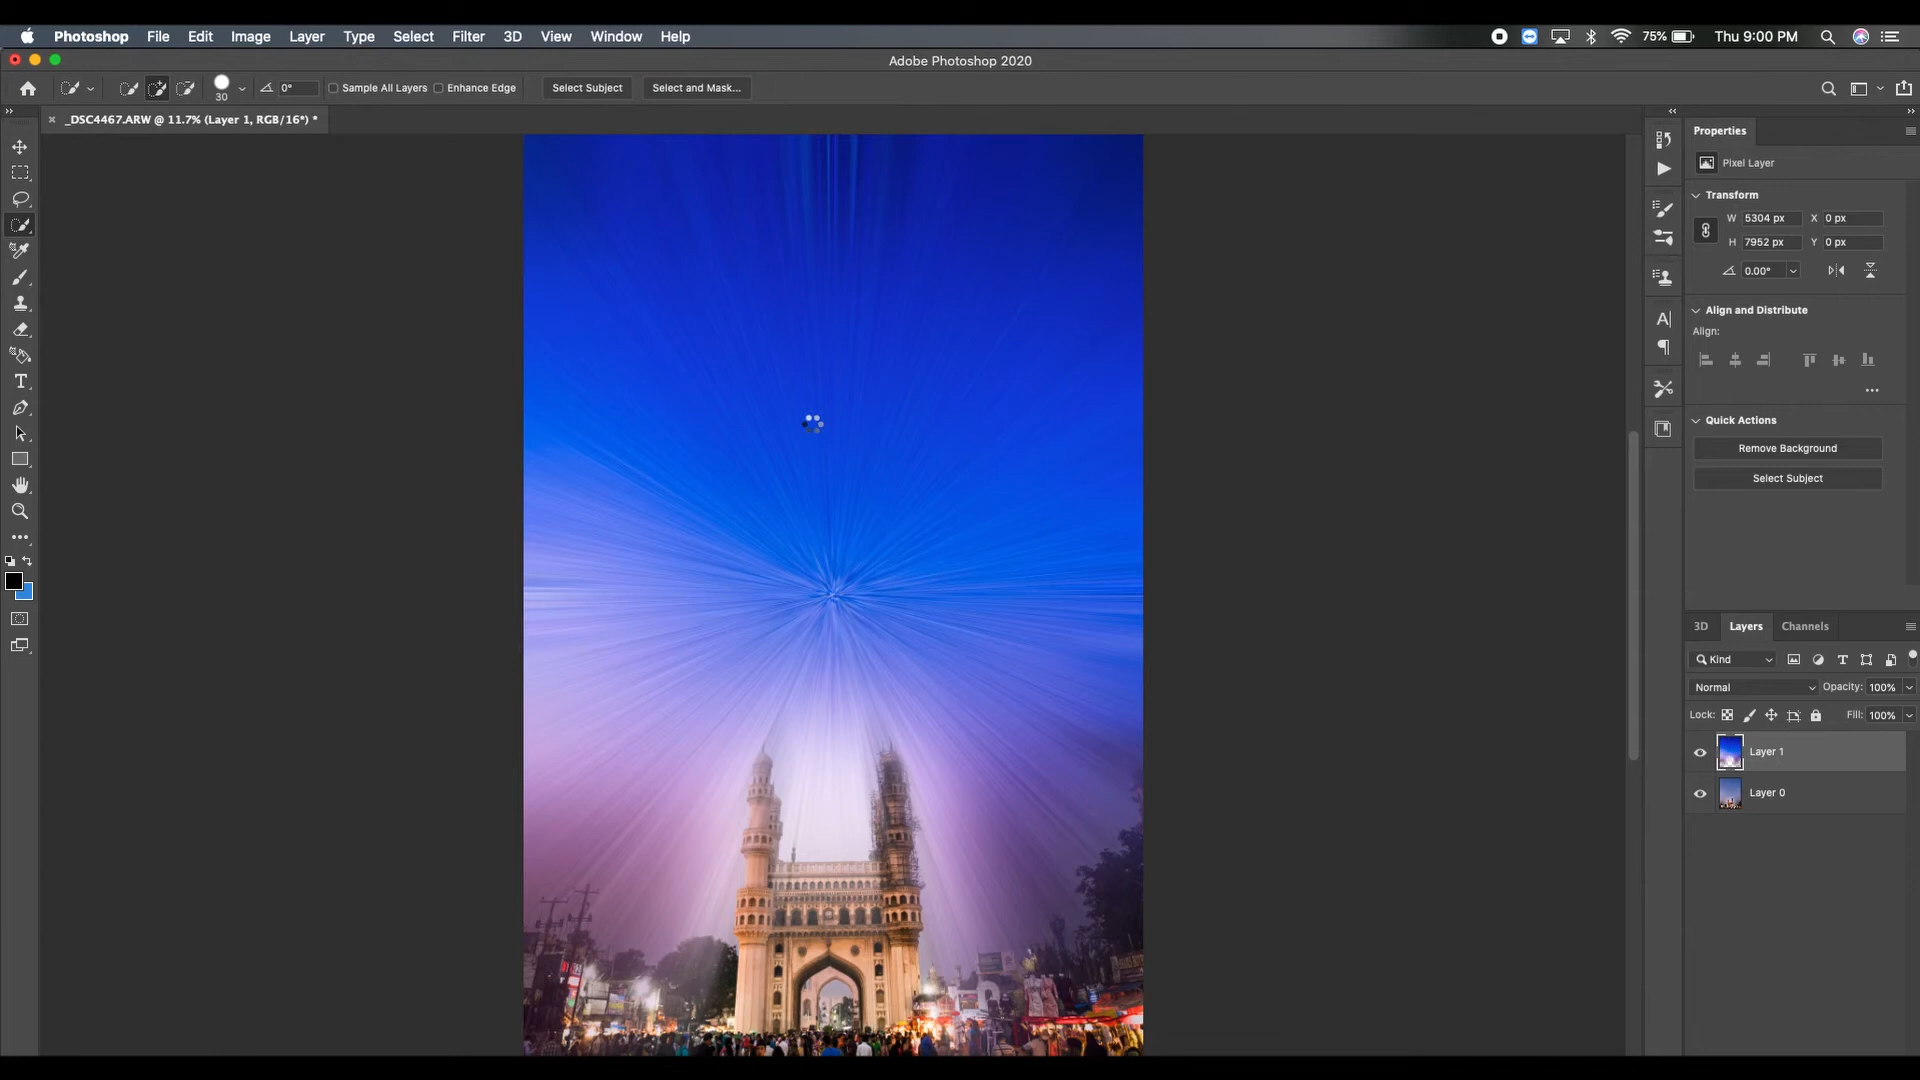 Photoshop File Edit Image Layer Type Select Filter 3D View Window Help 75% Thu 9:00 PM
Adobe Photoshop 2020
30 0° Sample All Layers Enhance Edge Select Subject Select and Mask...
× _DSC4467.ARW @ 11.7% (Layer 1, RGB/16*) *
Properties
Pixel Layer
Transform
W 5304 px X 0 px
H 7952 px Y 0 px
0.00°
Align and Distribute
Align:
Quick Actions
Remove Background
Select Subject
3D Layers Channels
Kind
Normal Opacity: 100%
Lock: Fill: 100%
Layer 1
Layer 0